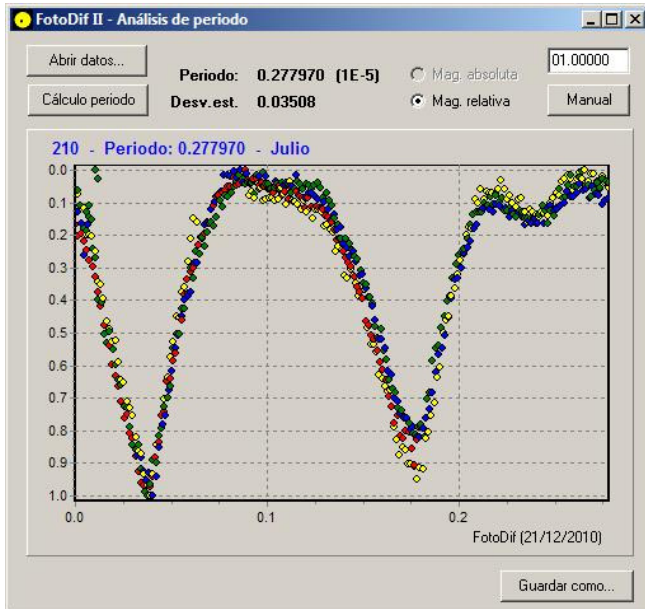 FotoDif II - Análisis de periodo
Abrir datos...
Cálculo periodo
Periodo: 0.277970 (1E-5)
Desv.est. 0.03508
Mag. absoluta
Mag. relativa
01.00000
Manual
210 - Periodo: 0.277970 - Julio
0.0
0.1
0.2
0.3
0.4
0.5
0.6
0.7
0.8
0.9
1.0
0.0 0.1 0.2
FotoDif (21/12/2010)
Guardar como...